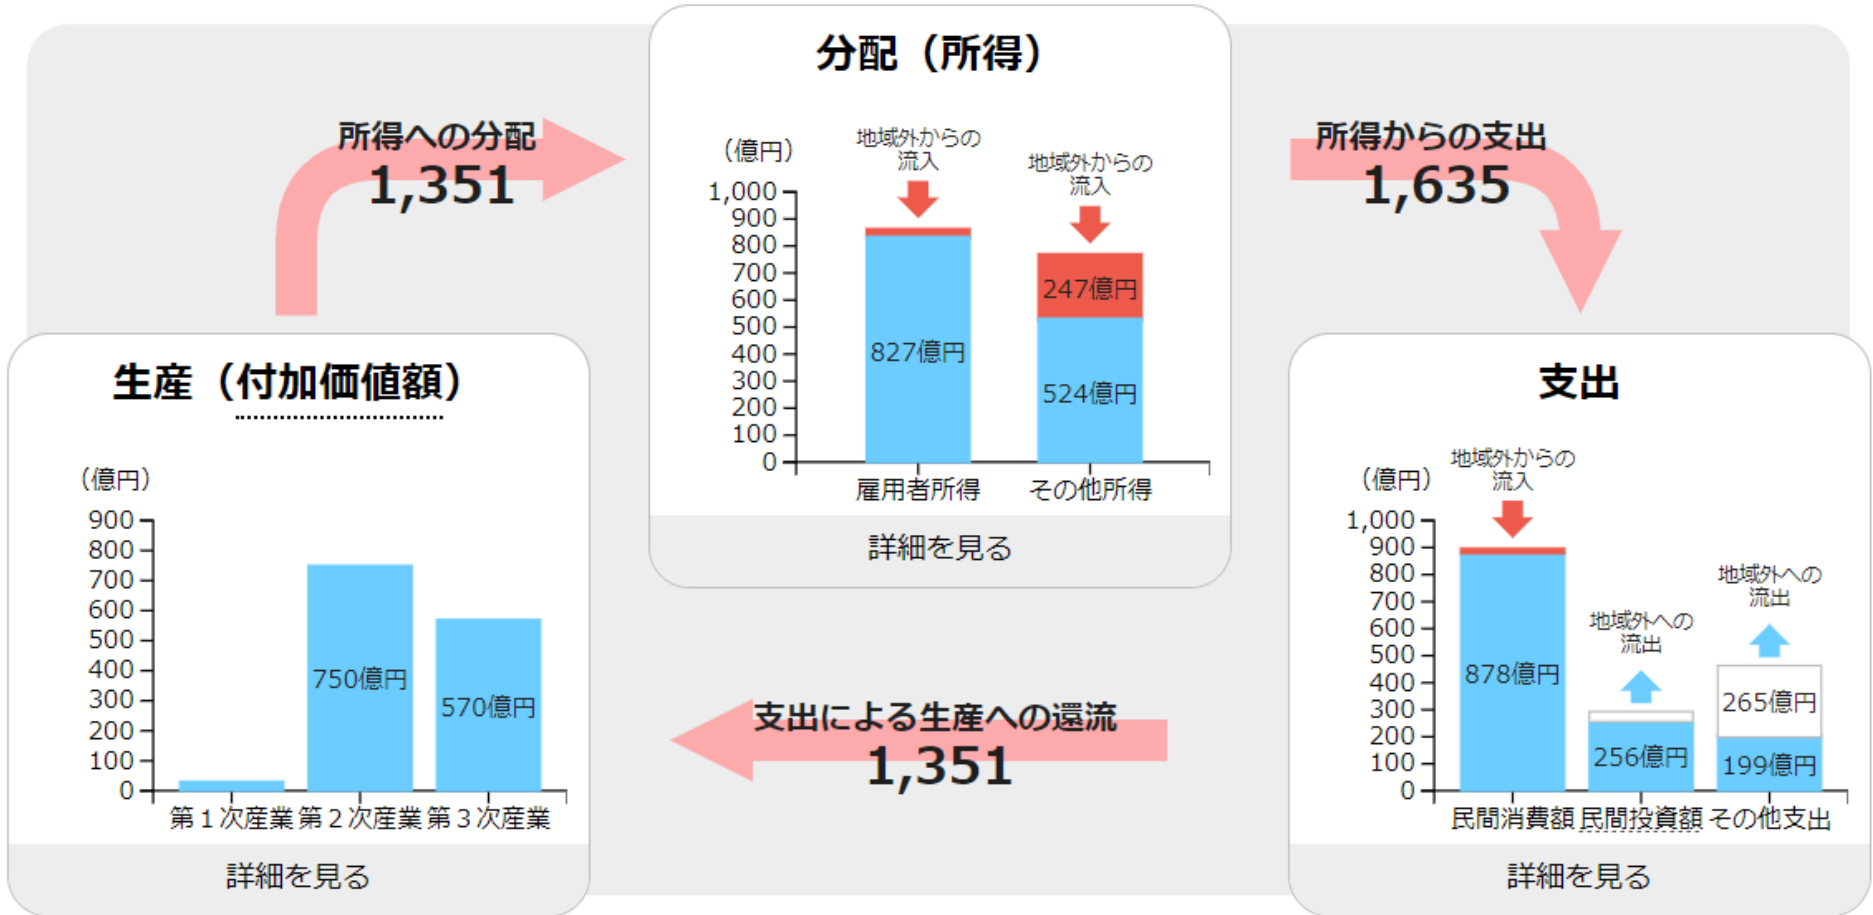 分配（所得）
所得への分配
1,351
（億円）
地域外からの
流入
地域外からの
流入
1,000
900
800
700
600
500
400
300
200
100
0
827億円
247億円
524億円
雇用者所得
その他所得
詳細を見る
所得からの支出
1,635
生産（付加価値額）
（億円）
900
800
700
600
500
400
300
200
100
0
750億円
570億円
第１次産業
第２次産業
第３次産業
詳細を見る
支出による生産への還流
1,351
支出
（億円）
地域外からの
流入
地域外への
流出
地域外への
流出
1,000
900
800
700
600
500
400
300
200
100
0
878億円
256億円
265億円
199億円
民間消費額
民間投資額
その他支出
詳細を見る